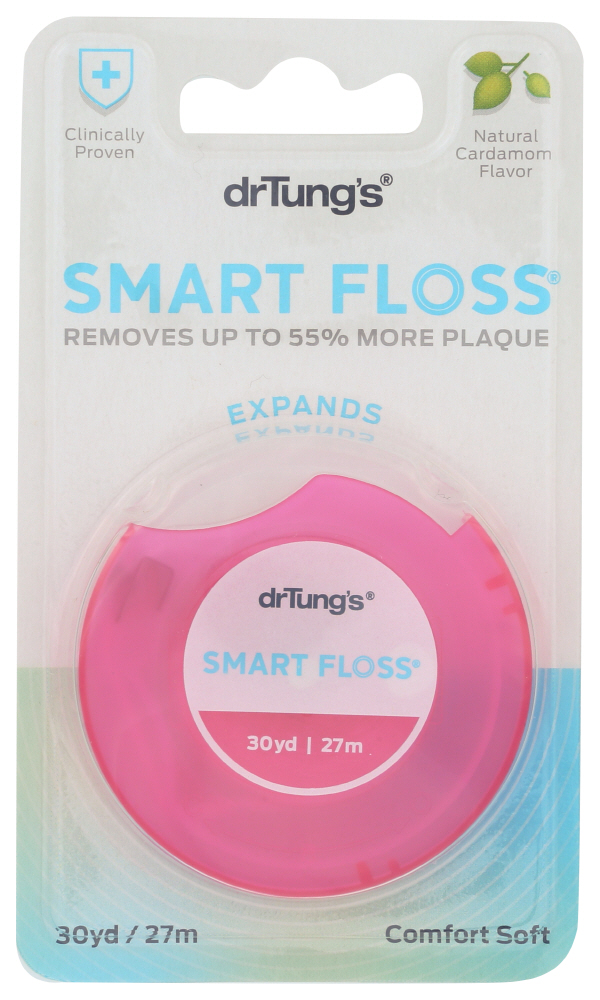 Clinically
Proven
Natural
Cardamom
Flavor
drTung's®
SMART FLOSS®
REMOVES UP TO 55% MORE PLAQUE
EXPANDS
drTung's®
SMART FLOSS®
30yd | 27m
30yd / 27m
Comfort Soft